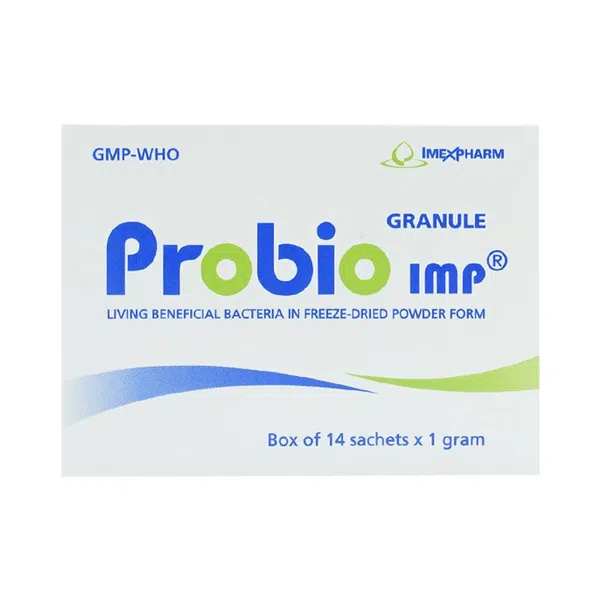 GMP-WHO
IMEXPHARM
GRANULE
Probio IMP®
LIVING BENEFICIAL BACTERIA IN FREEZE-DRIED POWDER FORM
Box of 14 sachets x 1 gram